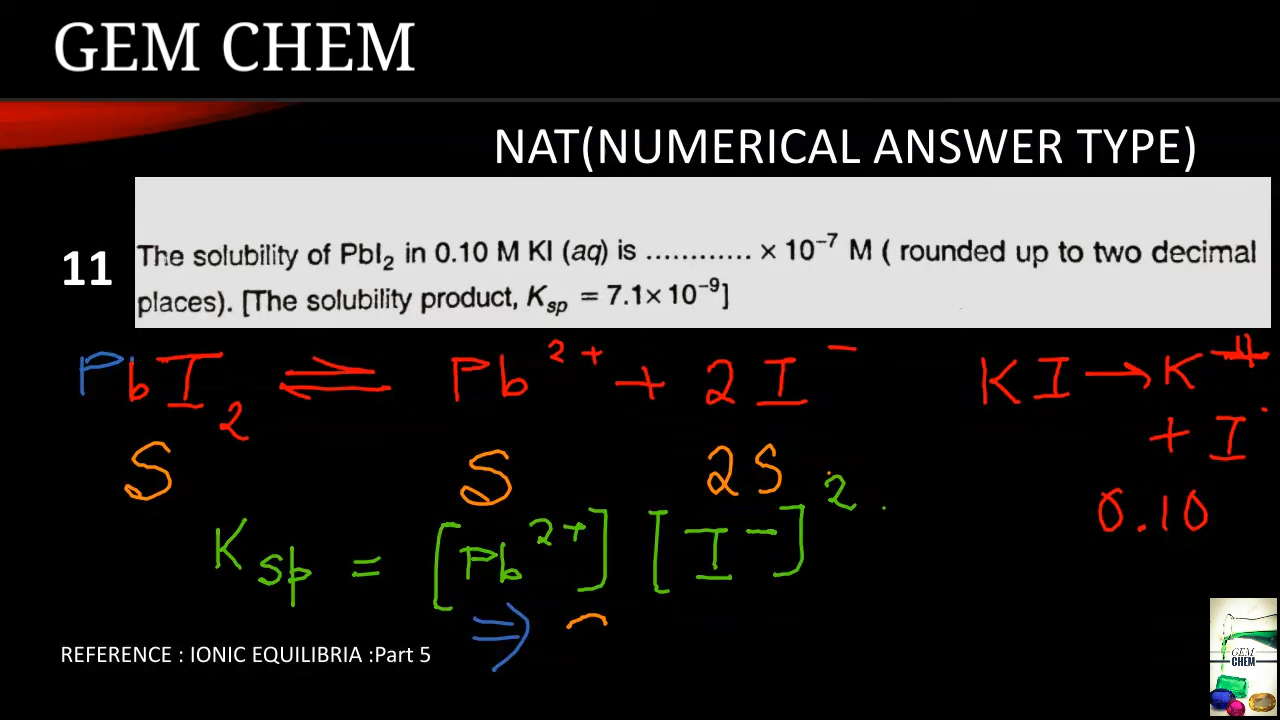 GEM CHEM
NAT(NUMERICAL ANSWER TYPE)
11
The solubility of PbI₂ in 0.10 M KI (aq) is ............ × 10⁻⁷ M ( rounded up to two decimal
places). [The solubility product, Kₛₚ = 7.1× 10⁻⁹]
PbI₂ ⇌ Pb²⁺ + 2I⁻
KI → K⁺
+ I⁻
S S 2S
0.10
Ksp = [Pb²⁺] [I⁻]²
⇒
REFERENCE : IONIC EQUILIBRIA :Part 5
GEM
CHEM